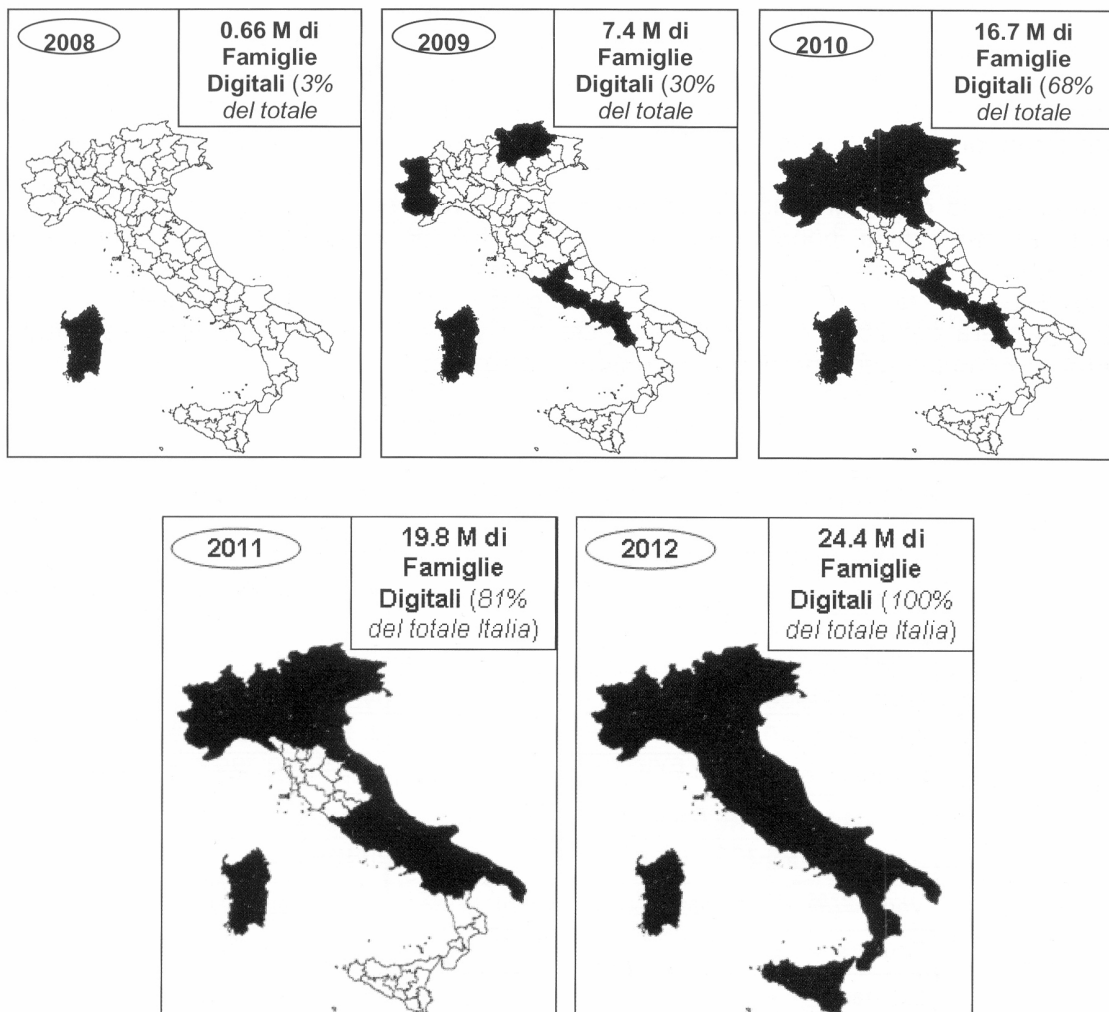 2008
0.66 M di
Famiglie
Digitali (3%
del totale
2009
7.4 M di
Famiglie
Digitali (30%
del totale
2010
16.7 M di
Famiglie
Digitali (68%
del totale
2011
19.8 M di
Famiglie
Digitali (81%
del totale Italia)
2012
24.4 M di
Famiglie
Digitali (100%
del totale Italia)